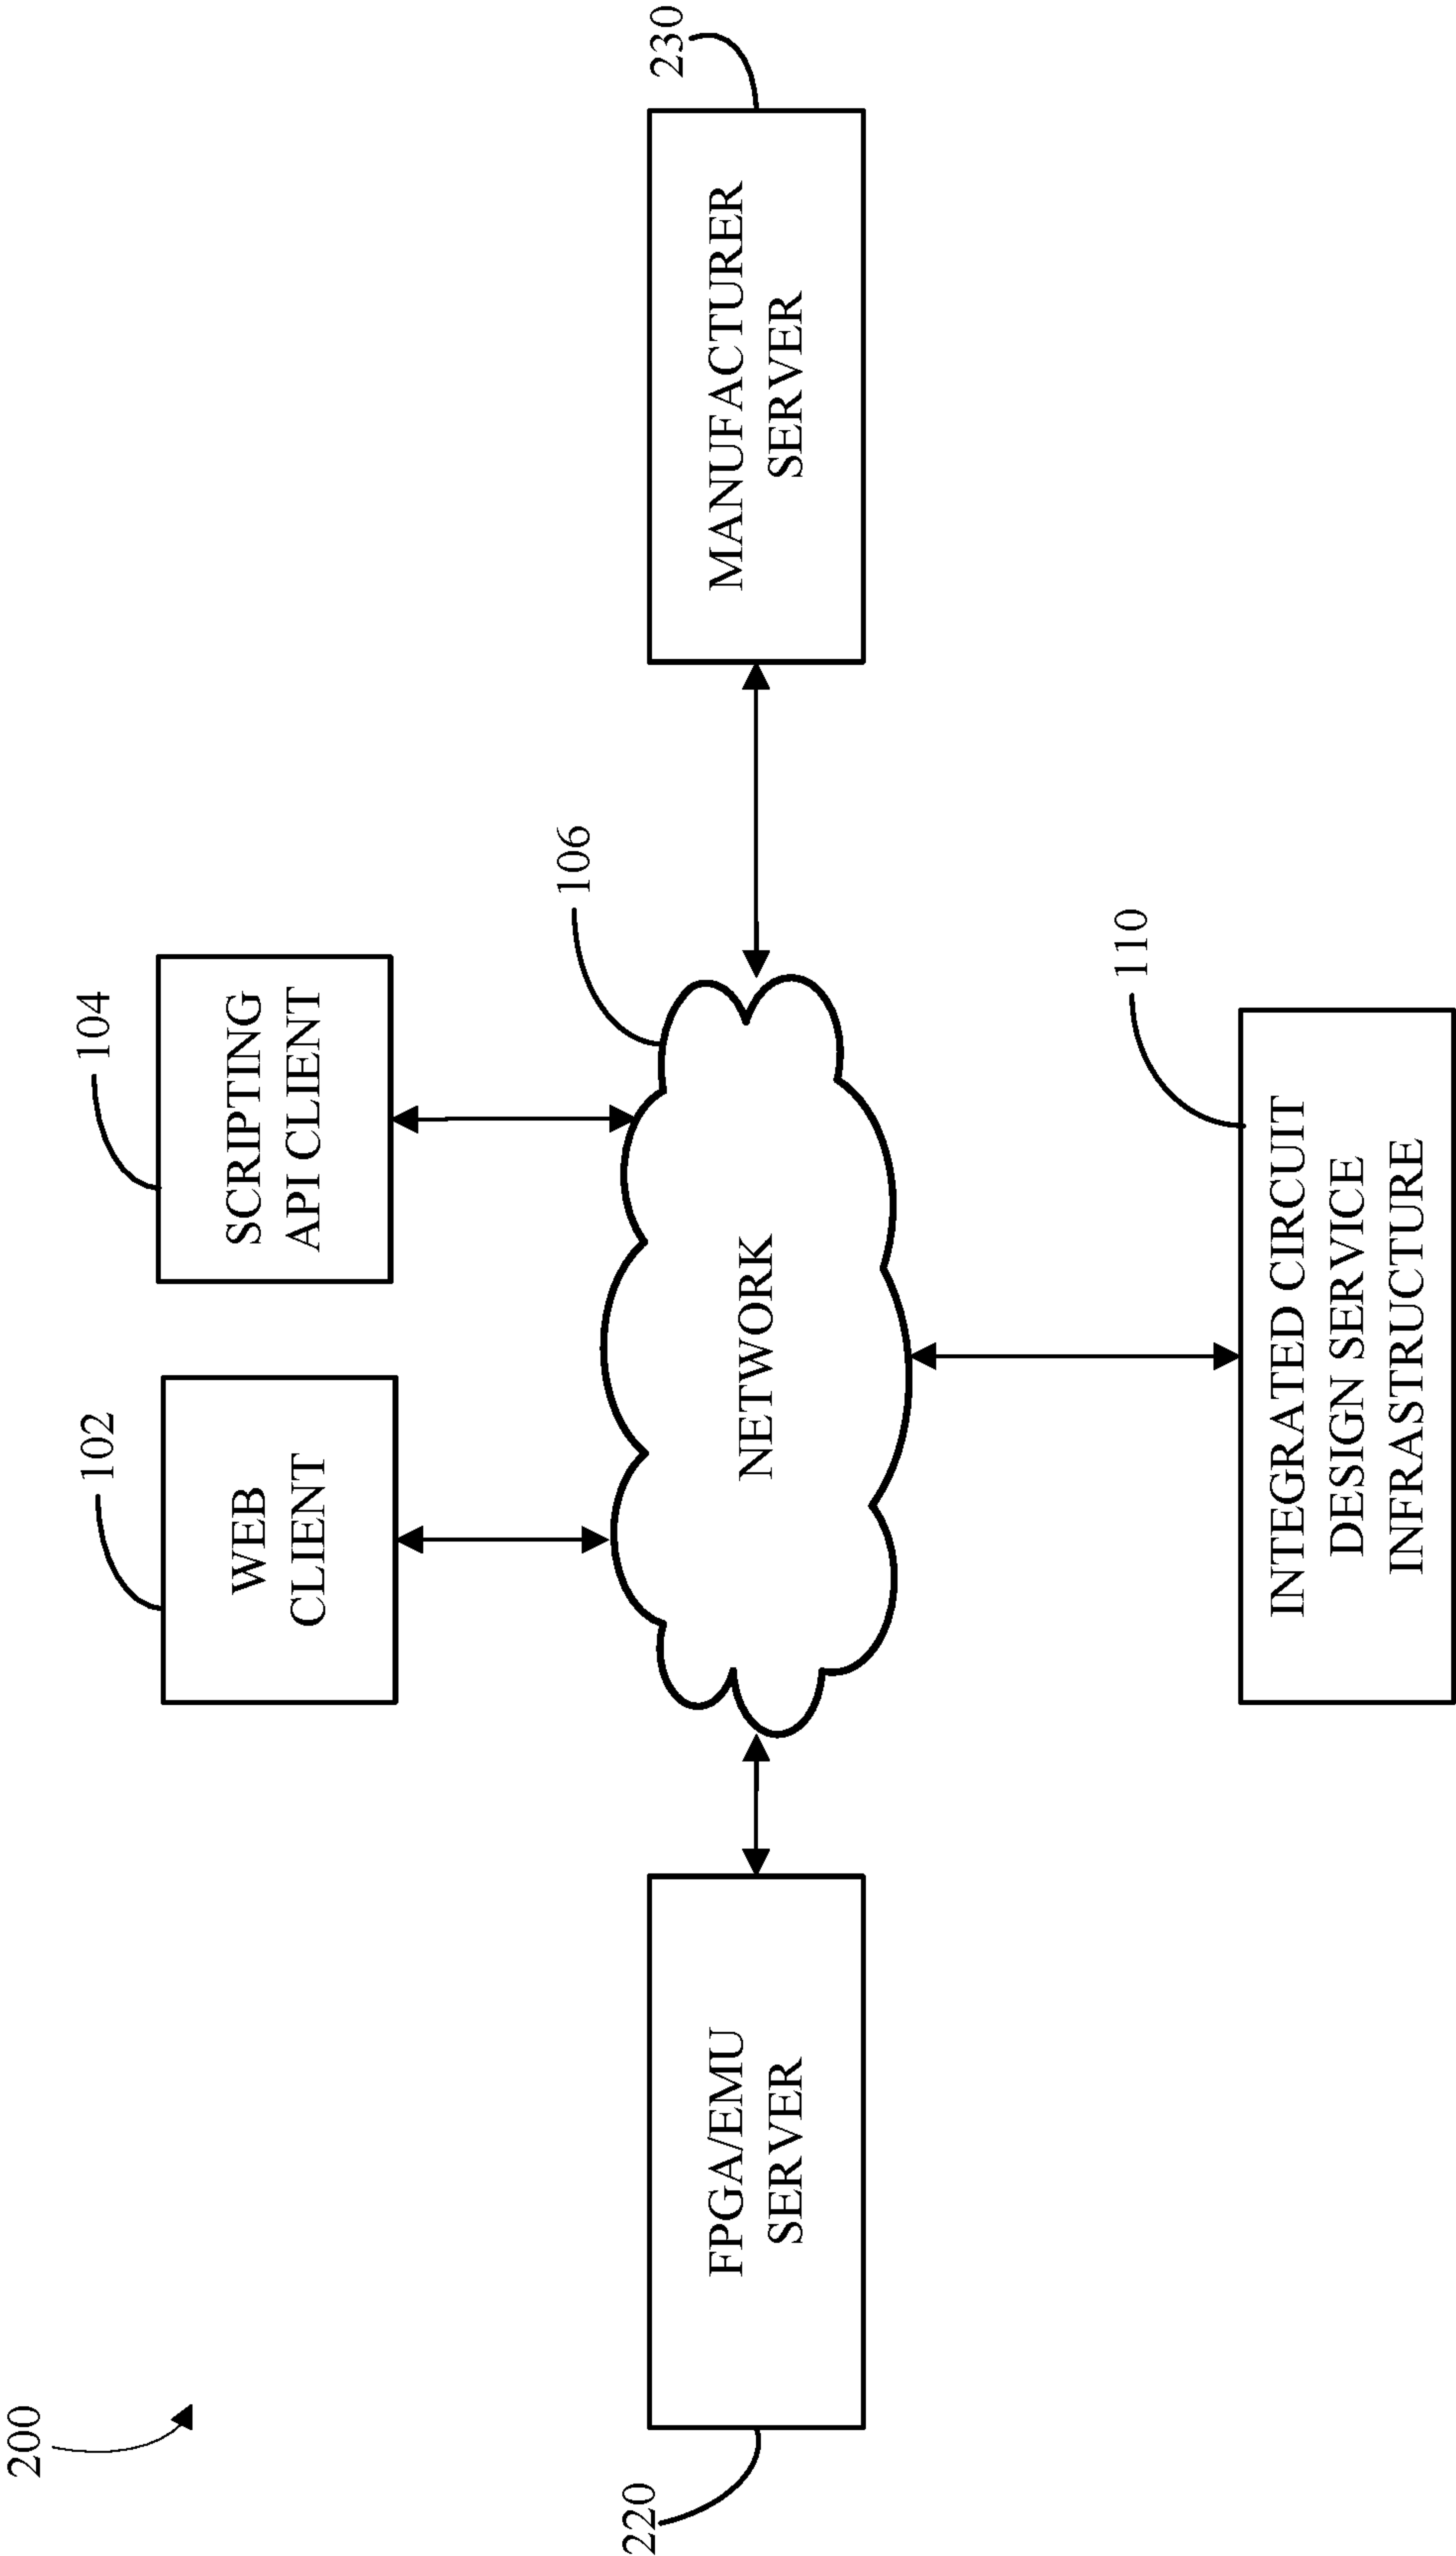 200
102
104
WEB
CLIENT
SCRIPTING
API CLIENT
106
220
230
FPGA/EMU
SERVER
NETWORK
MANUFACTURER
SERVER
110
INTEGRATED CIRCUIT
DESIGN SERVICE
INFRASTRUCTURE